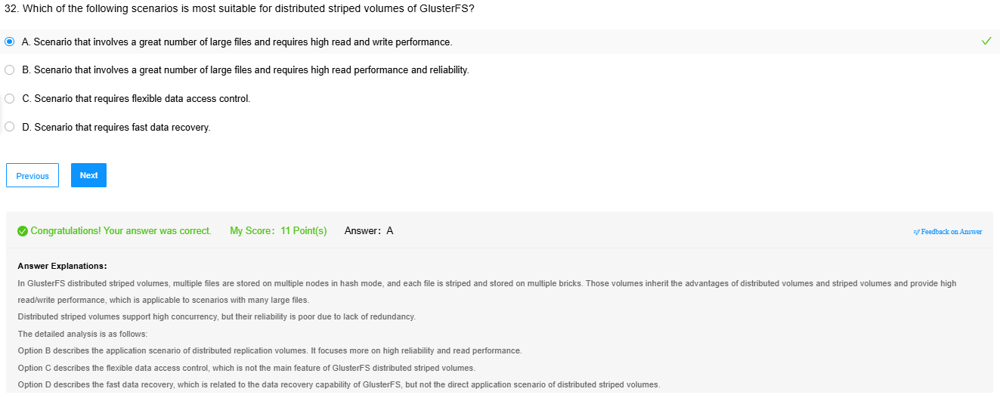 32. Which of the following scenarios is most suitable for distributed striped volumes of GlusterFS?
A. Scenario that involves a great number of large files and requires high read and write performance.
B. Scenario that involves a great number of large files and requires high read performance and reliability.
C. Scenario that requires flexible data access control.
D. Scenario that requires fast data recovery.
Previous Next
Congratulations! Your answer was correct. My Score: 11 Point(s) Answer: A Feedback on Answer
Answer Explanations:
In GlusterFS distributed striped volumes, multiple files are stored on multiple nodes in hash mode, and each file is striped and stored on multiple bricks. Those volumes inherit the advantages of distributed volumes and striped volumes and provide high
read/write performance, which is applicable to scenarios with many large files.
Distributed striped volumes support high concurrency, but their reliability is poor due to lack of redundancy.
The detailed analysis is as follows:
Option B describes the application scenario of distributed replication volumes. It focuses more on high reliability and read performance.
Option C describes the flexible data access control, which is not the main feature of GlusterFS distributed striped volumes.
Option D describes the fast data recovery, which is related to the data recovery capability of GlusterFS, but not the direct application scenario of distributed striped volumes.